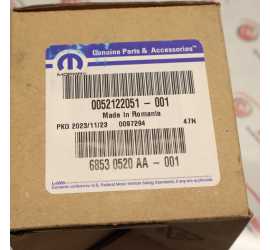 Genuine Parts & Accessories
MOPAR
0052122051 - 001
Made in Romania
PKD 2023/11/23 0097294 47N
6853 0520 AA - 001